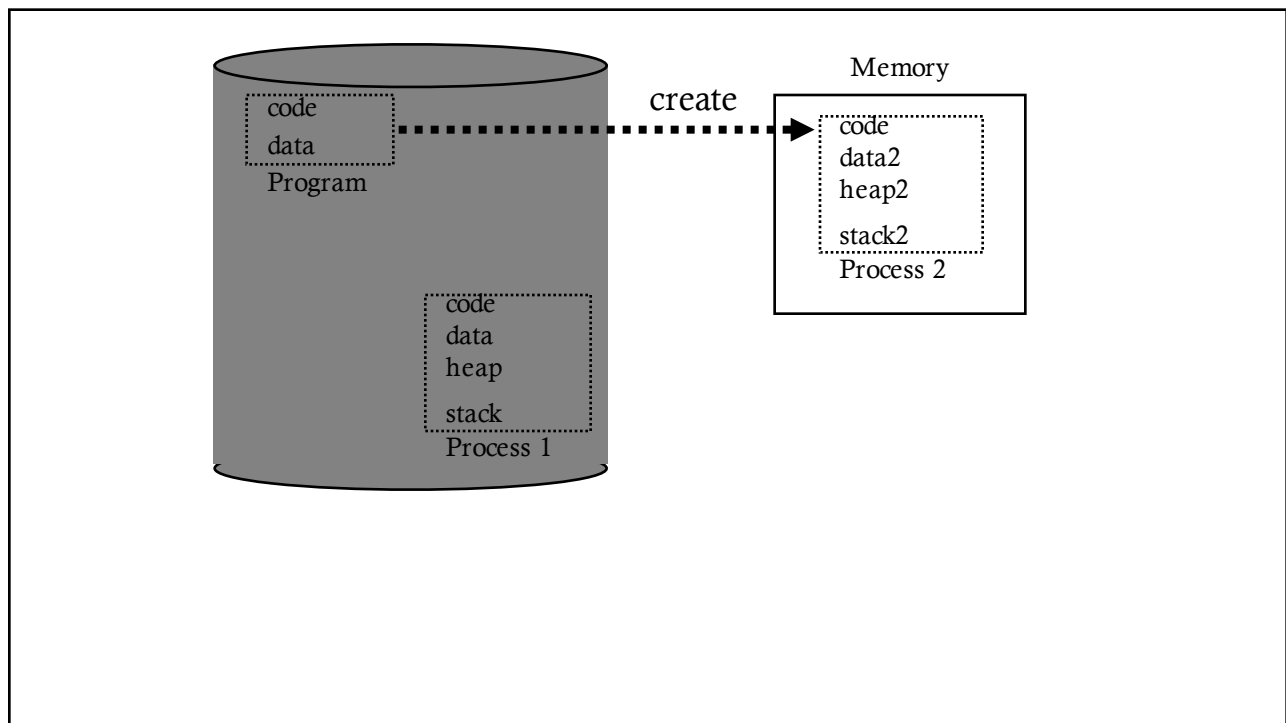 code
data
Program
create
Memory
code
data2
heap2
stack2
Process 2
code
data
heap
stack
Process 1